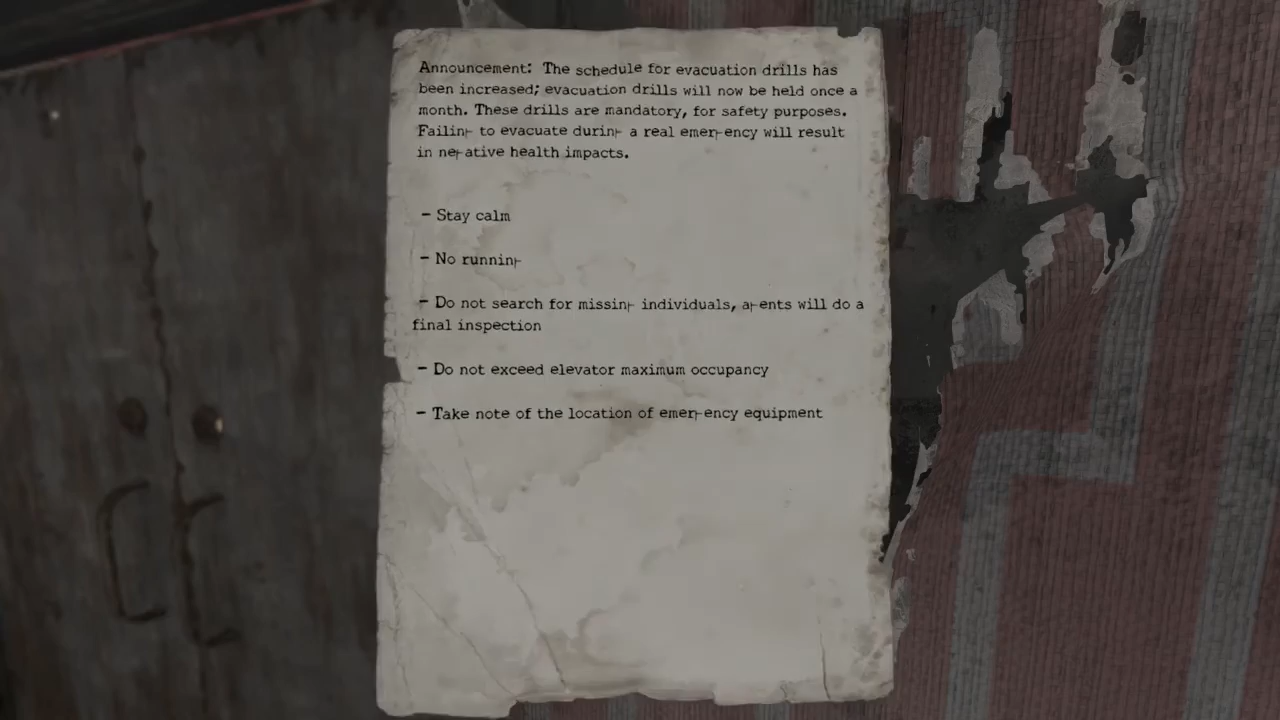 Announcement: The schedule for evacuation drills has
been increased; evacuation drills will now be held once a
month. These drills are mandatory, for safety purposes.
Failin⊦ to evacuate durin⊦ a real emer⊦ency will result
in ne⊦ative health impacts.
- Stay calm
- No runnin⊦
- Do not search for missin⊦ individuals, a⊦ents will do a
final inspection
- Do not exceed elevator maximum occupancy
- Take note of the location of emer⊦ency equipment